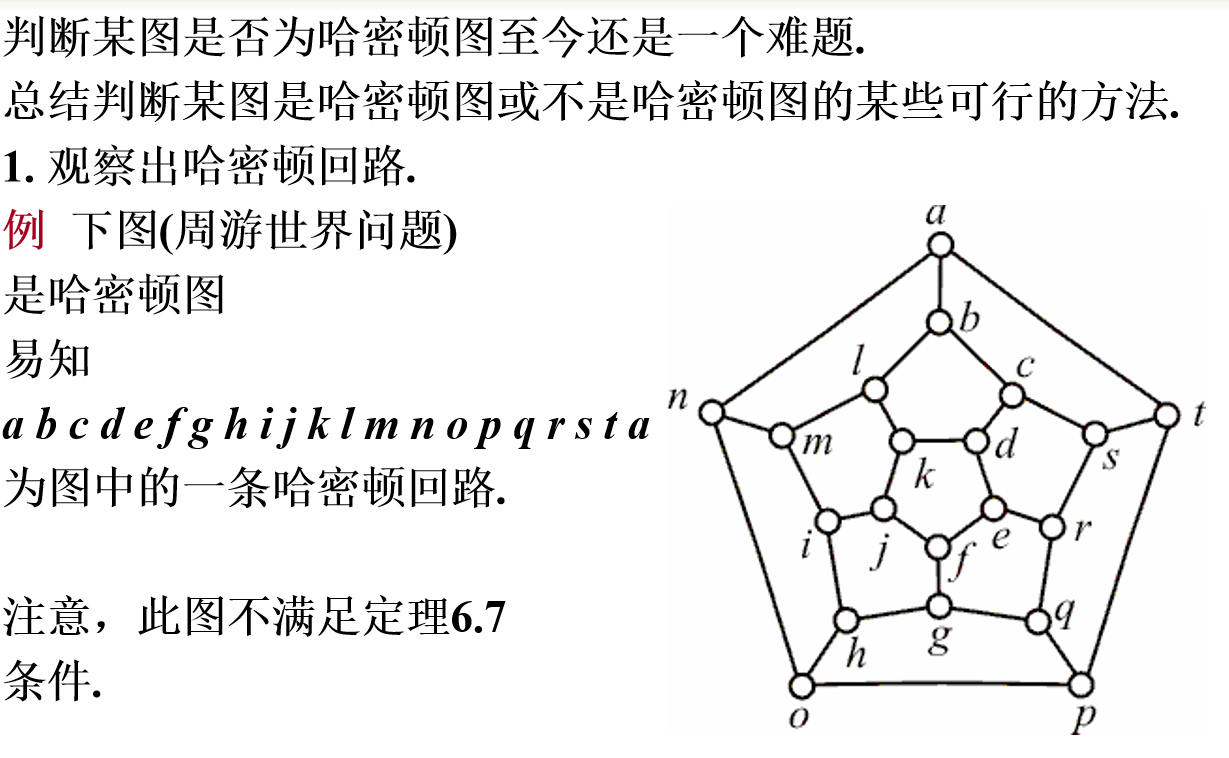 判断某图是否为哈密顿图至今还是一个难题.
总结判断某图是哈密顿图或不是哈密顿图的某些可行的方法.
1. 观察出哈密顿回路.
例 下图(周游世界问题)
是哈密顿图
易知
a b c d e f g h i j k l m n o p q r s t a
为图中的一条哈密顿回路.
注意，此图不满足定理6.7
条件.
a
b
l
c
n
t
m
k
d
s
i
j
f
e
r
h
g
q
o
p